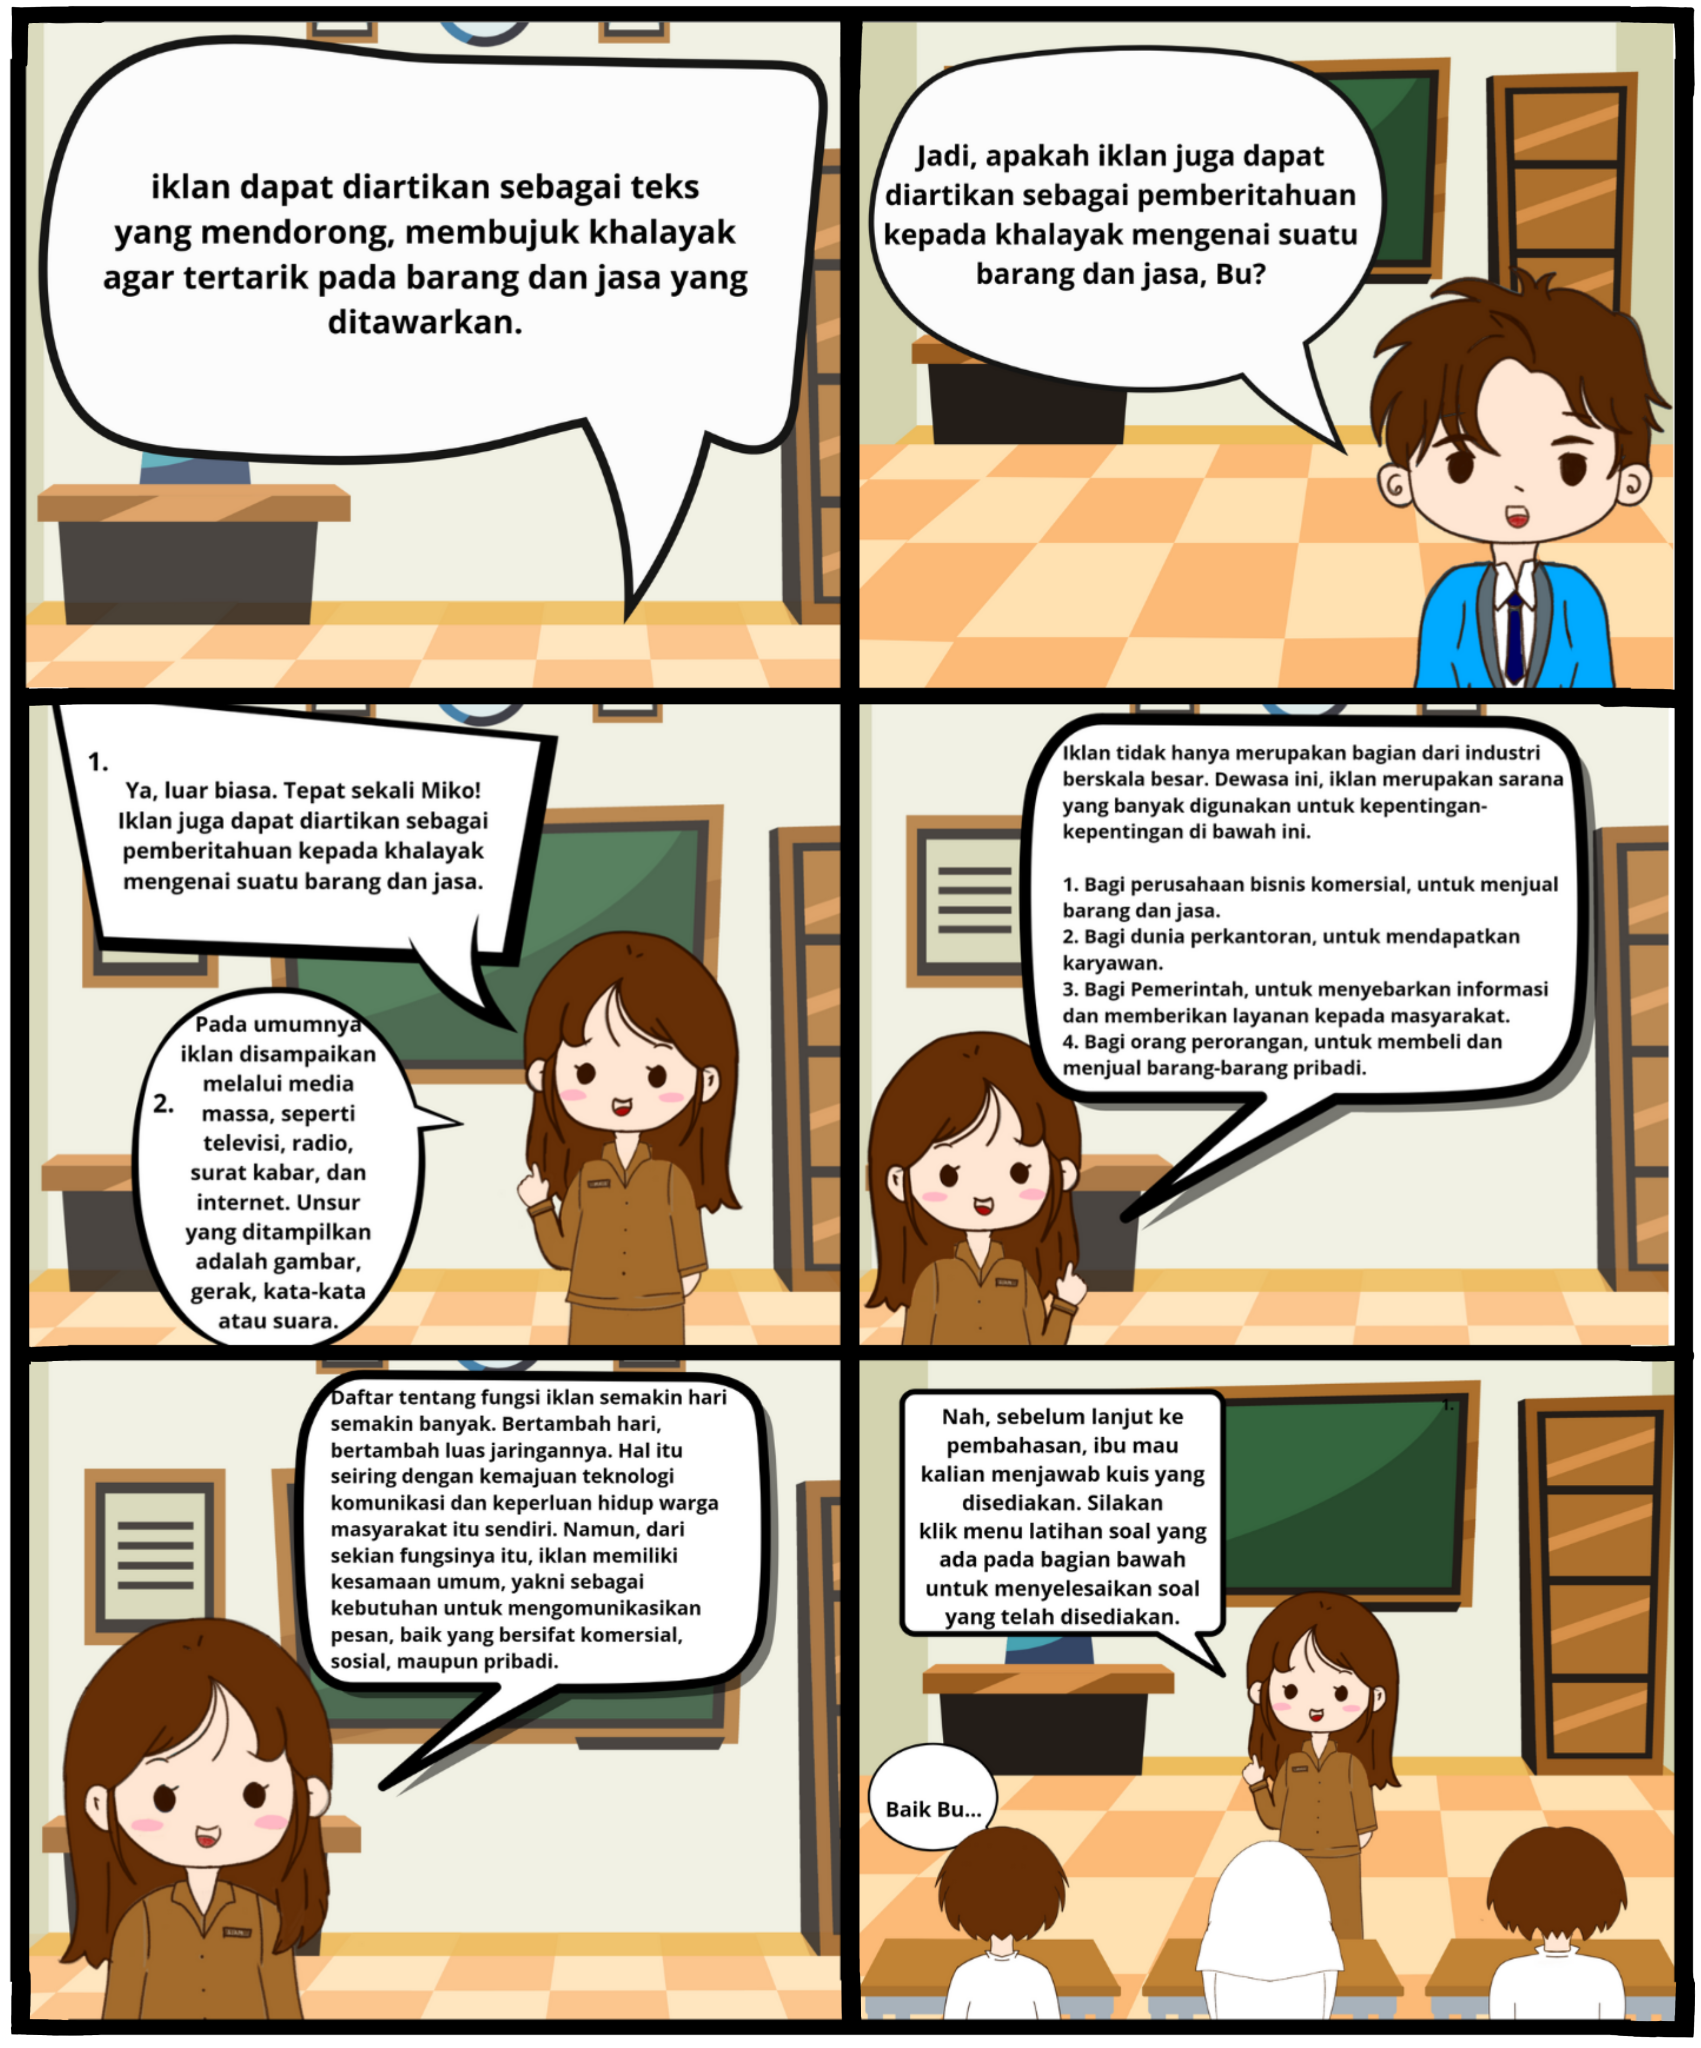 iklan dapat diartikan sebagai teks
yang mendorong, membujuk khalayak
agar tertarik pada barang dan jasa yang
ditawarkan.
Jadi, apakah iklan juga dapat
diartikan sebagai pemberitahuan
kepada khalayak mengenai suatu
barang dan jasa, Bu?
1.
Ya, luar biasa. Tepat sekali Miko!
Iklan juga dapat diartikan sebagai
pemberitahuan kepada khalayak
mengenai suatu barang dan jasa.
2.
Pada umumnya
iklan disampaikan
melalui media
massa, seperti
televisi, radio,
surat kabar, dan
internet. Unsur
yang ditampilkan
adalah gambar,
gerak, kata-kata
atau suara.
Iklan tidak hanya merupakan bagian dari industri
berskala besar. Dewasa ini, iklan merupakan sarana
yang banyak digunakan untuk kepentingan-
kepentingan di bawah ini.
1. Bagi perusahaan bisnis komersial, untuk menjual
barang dan jasa.
2. Bagi dunia perkantoran, untuk mendapatkan
karyawan.
3. Bagi Pemerintah, untuk menyebarkan informasi
dan memberikan layanan kepada masyarakat.
4. Bagi orang perorangan, untuk membeli dan
menjual barang-barang pribadi.
Daftar tentang fungsi iklan semakin hari
semakin banyak. Bertambah hari,
bertambah luas jaringannya. Hal itu
seiring dengan kemajuan teknologi
komunikasi dan keperluan hidup warga
masyarakat itu sendiri. Namun, dari
sekian fungsinya itu, iklan memiliki
kesamaan umum, yakni sebagai
kebutuhan untuk mengomunikasikan
pesan, baik yang bersifat komersial,
sosial, maupun pribadi.
Nah, sebelum lanjut ke
pembahasan, ibu mau
kalian menjawab kuis yang
disediakan. Silakan
klik menu latihan soal yang
ada pada bagian bawah
untuk menyelesaikan soal
yang telah disediakan.
1.
Baik Bu...